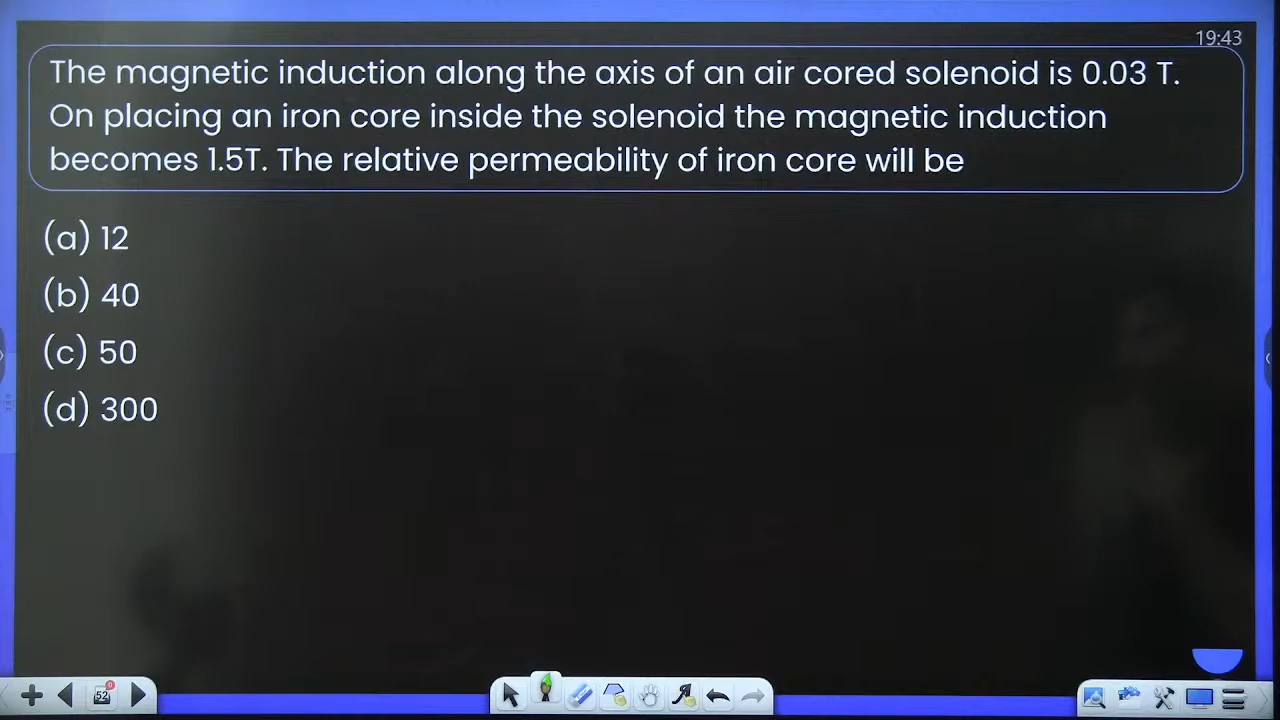 19:43
The magnetic induction along the axis of an air cored solenoid is 0.03 T.
On placing an iron core inside the solenoid the magnetic induction
becomes 1.5T. The relative permeability of iron core will be
(a) 12
(b) 40
(c) 50
(d) 300
52